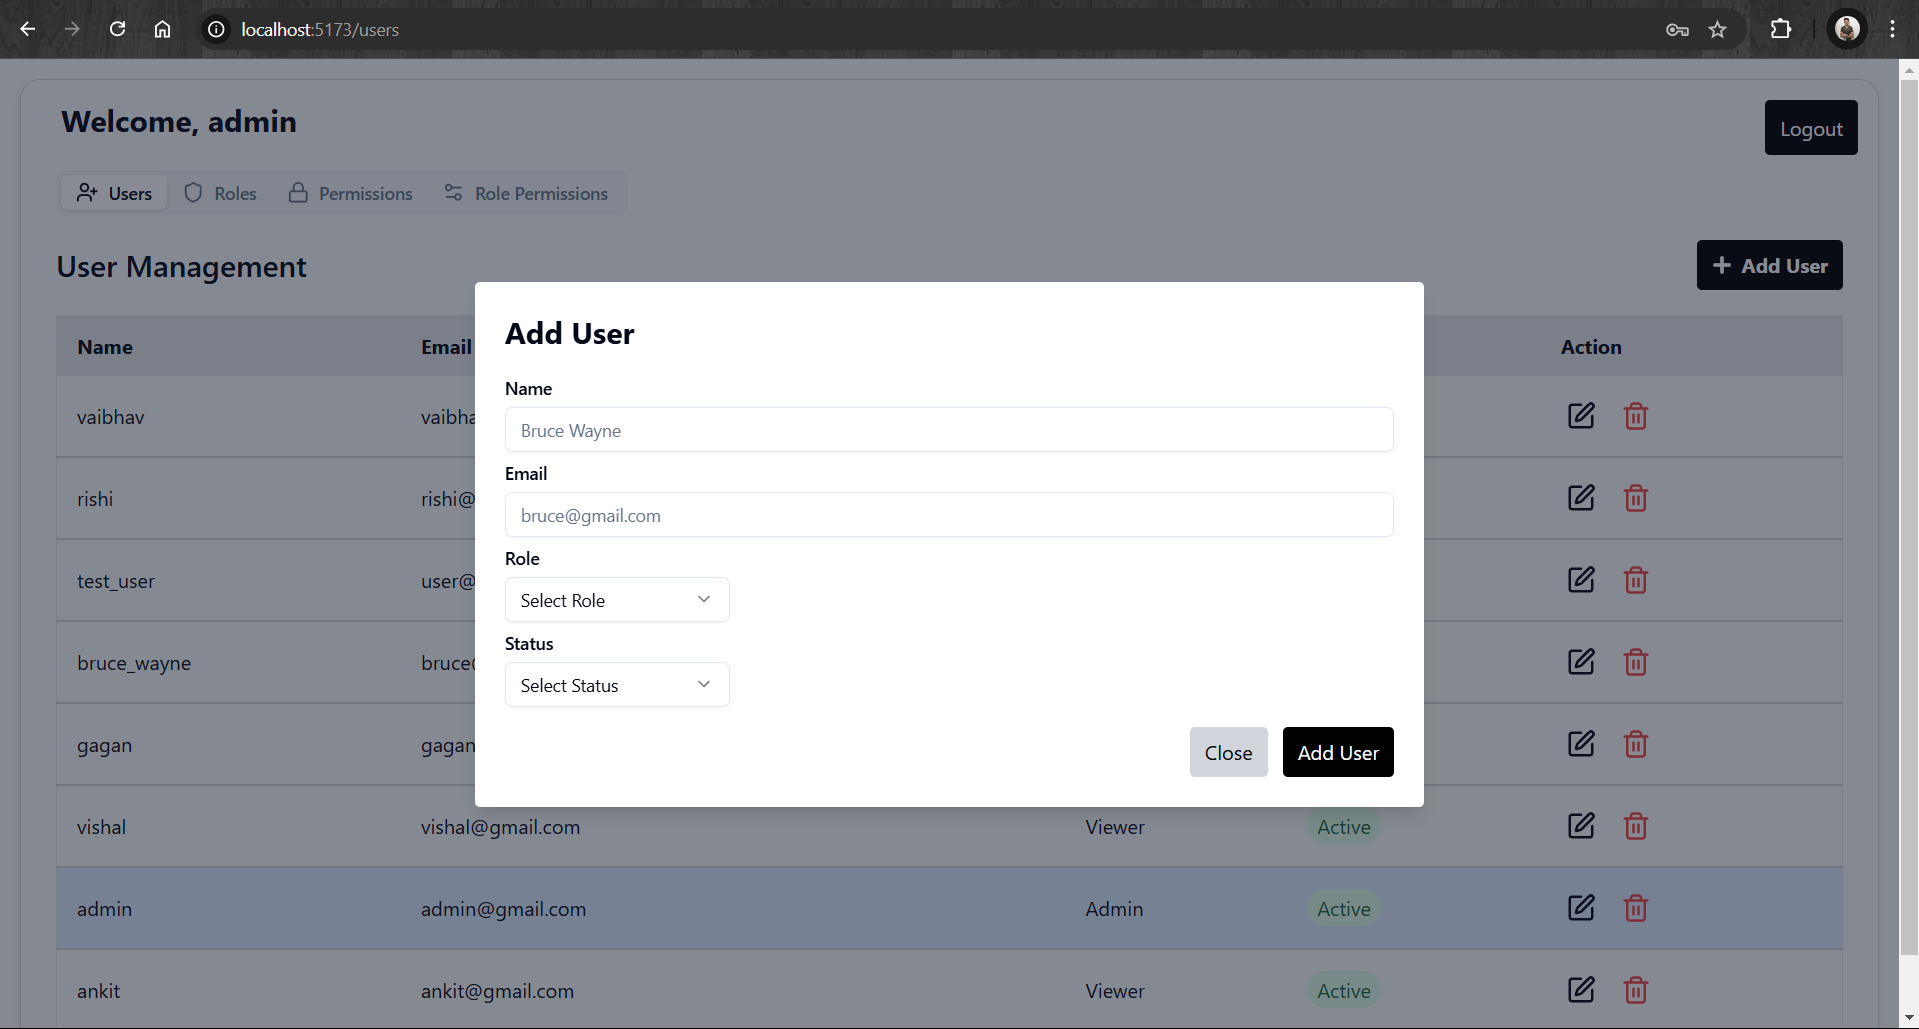 localhost:5173/users
Welcome, admin
Logout
Users Roles Permissions Role Permissions
User Management
Add User
Name Email Action
Add User
Name
Bruce Wayne
Email
bruce@gmail.com
Role
Select Role
Status
Select Status
Close Add User
vaibhav vaibha
rishi rishi@
test_user user@
bruce_wayne bruce
gagan gagan
vishal vishal@gmail.com Viewer Active
admin admin@gmail.com Admin Active
ankit ankit@gmail.com Viewer Active